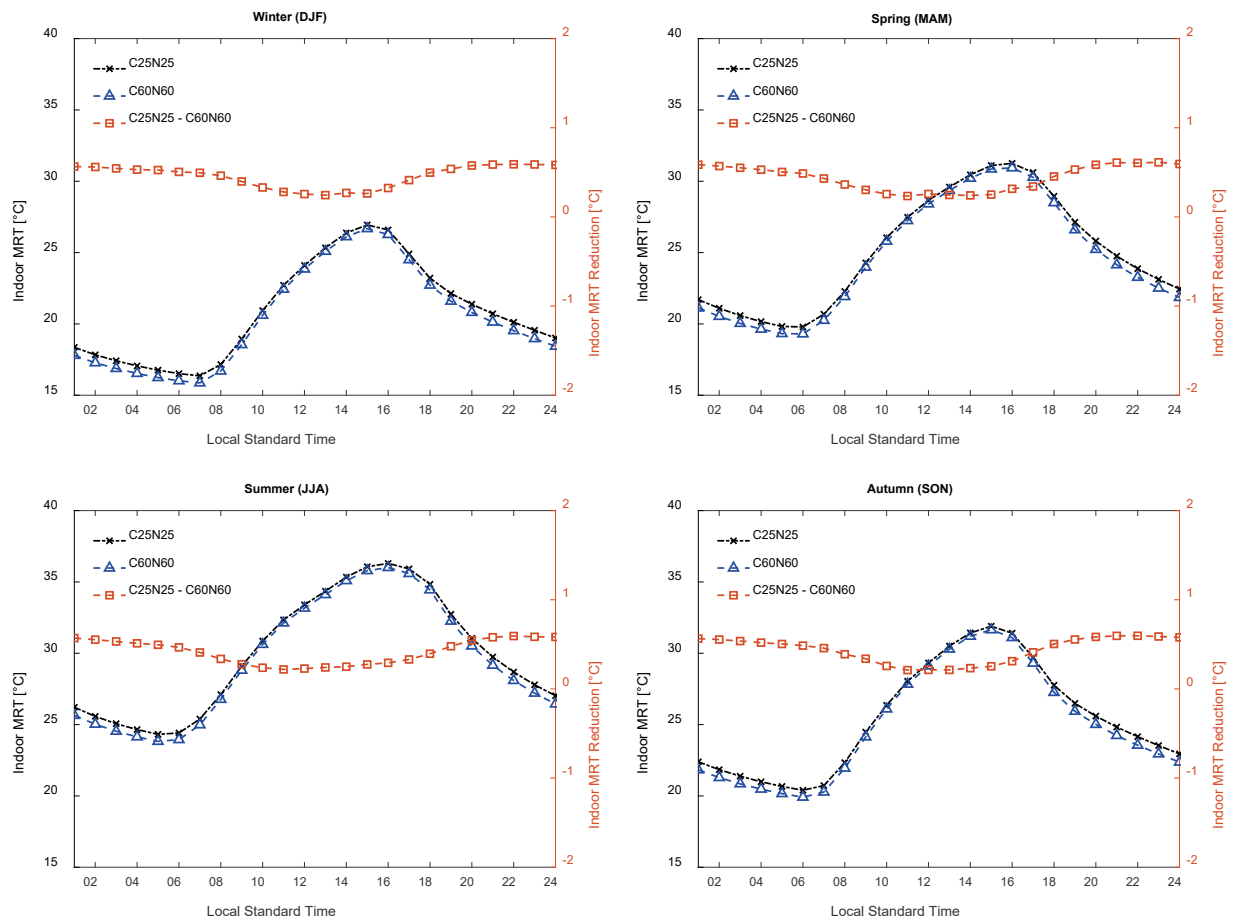 Winter (DJF)
40
35
30
25
20
15
Indoor MRT [°C]
C25N25
C60N60
C25N25 - C60N60
2
1
0
-1
-2
Indoor MRT Reduction [°C]
02 04 06 08 10 12 14 16 18 20 22 24
Local Standard Time
Spring (MAM)
40
35
30
25
20
15
Indoor MRT [°C]
C25N25
C60N60
C25N25 - C60N60
2
1
0
-1
-2
Indoor MRT Reduction [°C]
02 04 06 08 10 12 14 16 18 20 22 24
Local Standard Time
Summer (JJA)
40
35
30
25
20
15
Indoor MRT [°C]
C25N25
C60N60
C25N25 - C60N60
2
1
0
-1
-2
Indoor MRT Reduction [°C]
02 04 06 08 10 12 14 16 18 20 22 24
Local Standard Time
Autumn (SON)
40
35
30
25
20
15
Indoor MRT [°C]
C25N25
C60N60
C25N25 - C60N60
2
1
0
-1
-2
Indoor MRT Reduction [°C]
02 04 06 08 10 12 14 16 18 20 22 24
Local Standard Time